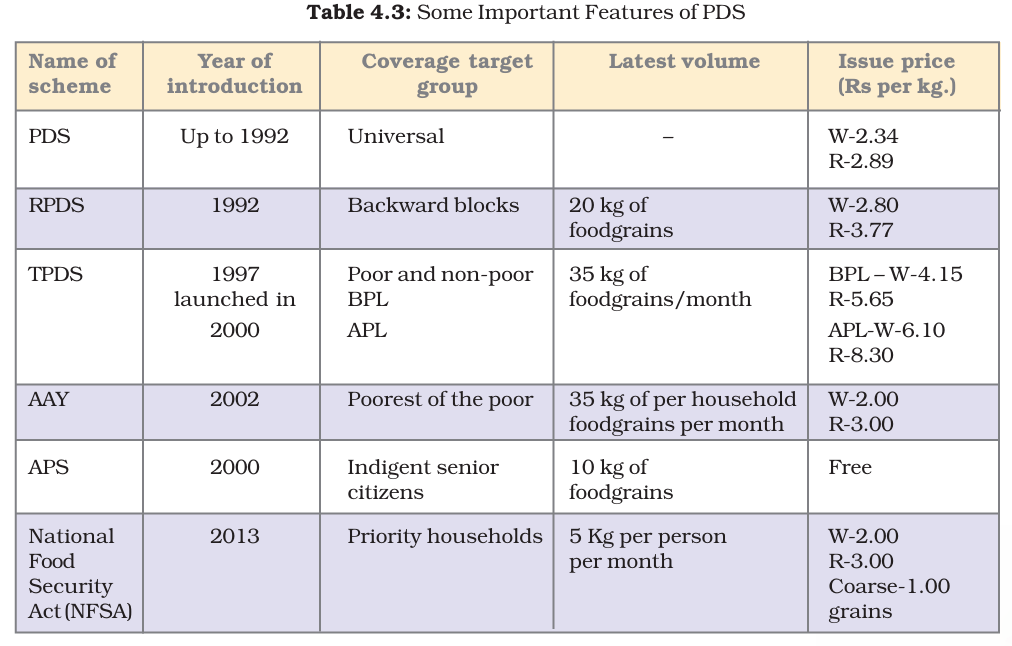 Table 4.3: Some Important Features of PDS
Name of scheme | Year of introduction | Coverage target group | Latest volume | Issue price (Rs per kg.)
PDS | Up to 1992 | Universal | – | W-2.34 R-2.89
RPDS | 1992 | Backward blocks | 20 kg of foodgrains | W-2.80 R-3.77
TPDS | 1997 launched in 2000 | Poor and non-poor BPL APL | 35 kg of foodgrains/month | BPL – W-4.15 R-5.65 APL-W-6.10 R-8.30
AAY | 2002 | Poorest of the poor | 35 kg of per household foodgrains per month | W-2.00 R-3.00
APS | 2000 | Indigent senior citizens | 10 kg of foodgrains | Free
National Food Security Act (NFSA) | 2013 | Priority households | 5 Kg per person per month | W-2.00 R-3.00 Coarse-1.00 grains